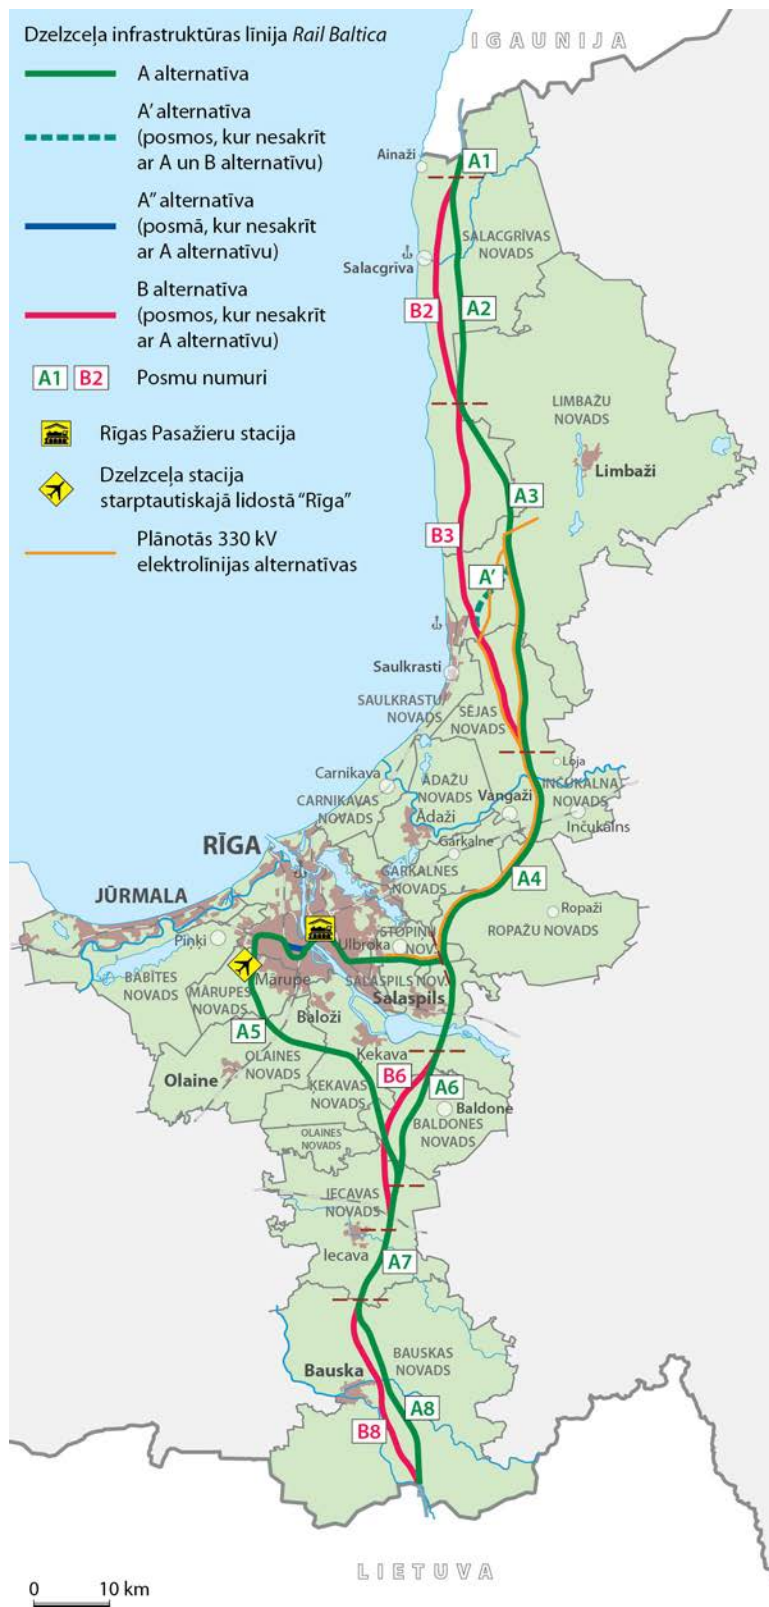 Dzelzceļa infrastruktūras līnija Rail Baltica
A alternatīva
A’ alternatīva
(posmos, kur nesakrīt
ar A un B alternatīvu)
A” alternatīva
(posmā, kur nesakrīt
ar A alternatīvu)
B alternatīva
(posmos, kur nesakrīt
ar A alternatīvu)
A1 B2 Posmu numuri
Rīgas Pasažieru stacija
Dzelzceļa stacija
starptautiskajā lidostā “Rīga”
Plānotās 330 kV
elektrolīnijas alternatīvas
IGAUNIJA
Ainaži
A1
SALACGRĪVAS
NOVADS
Salacgrīva
B2
A2
LIMBAŽU
NOVADS
Limbaži
A3
B3
A’
Saulkrasti
SAULKRASTU
NOVADS
SĒJAS
NOVADS
Loja
Carnikava
CARNIKAVAS
NOVADS
ĀDAŽU
NOVADS
Ādaži
Vangaži
INČUKALNA
NOVADS
Inčukalns
RĪGA
Garkalne
GARKALNES
NOVADS
A4
JŪRMALA
Ropaži
ROPAŽU NOVADS
Piņķi
Ulbroka
STOPIŅU
NOV.
BABĪTES
NOVADS
MĀRUPES
NOVADS
Mārupe
SALASPILS NOV.
Salaspils
Baloži
A5
OLAINES
NOVADS
Olaine
Ķekava
ĶEKAVAS
NOVADS
B6
A6
Baldone
BALDONES
NOVADS
OLAINES
NOVADS
IECAVAS
NOVADS
Iecava
A7
BAUSKAS
NOVADS
Bauska
A8
B8
LIETUVA
0 10 km